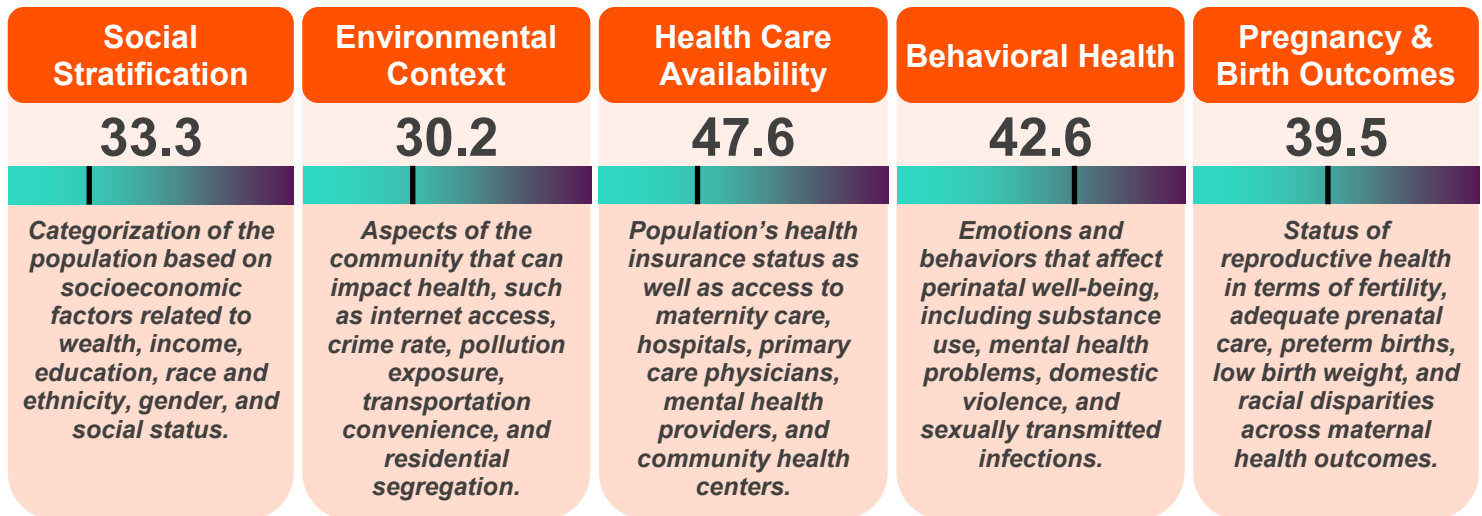 Social
Stratification
33.3
Categorization of the
population based on
socioeconomic
factors related to
wealth, income,
education, race and
ethnicity, gender, and
social status.
Environmental
Context
30.2
Aspects of the
community that can
impact health, such
as internet access,
crime rate, pollution
exposure,
transportation
convenience, and
residential
segregation.
Health Care
Availability
47.6
Population’s health
insurance status as
well as access to
maternity care,
hospitals, primary
care physicians,
mental health
providers, and
community health
centers.
Behavioral Health
42.6
Emotions and
behaviors that affect
perinatal well-being,
including substance
use, mental health
problems, domestic
violence, and
sexually transmitted
infections.
Pregnancy &
Birth Outcomes
39.5
Status of
reproductive health
in terms of fertility,
adequate prenatal
care, preterm births,
low birth weight, and
racial disparities
across maternal
health outcomes.